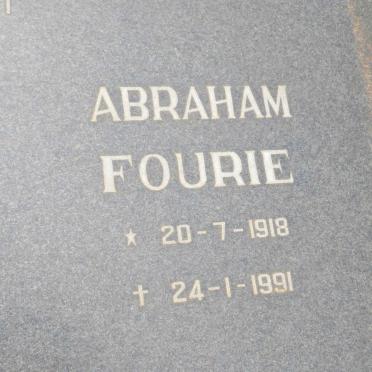 ABRAHAM
FOURIE
★ 20-7-1918
† 24-1-1991